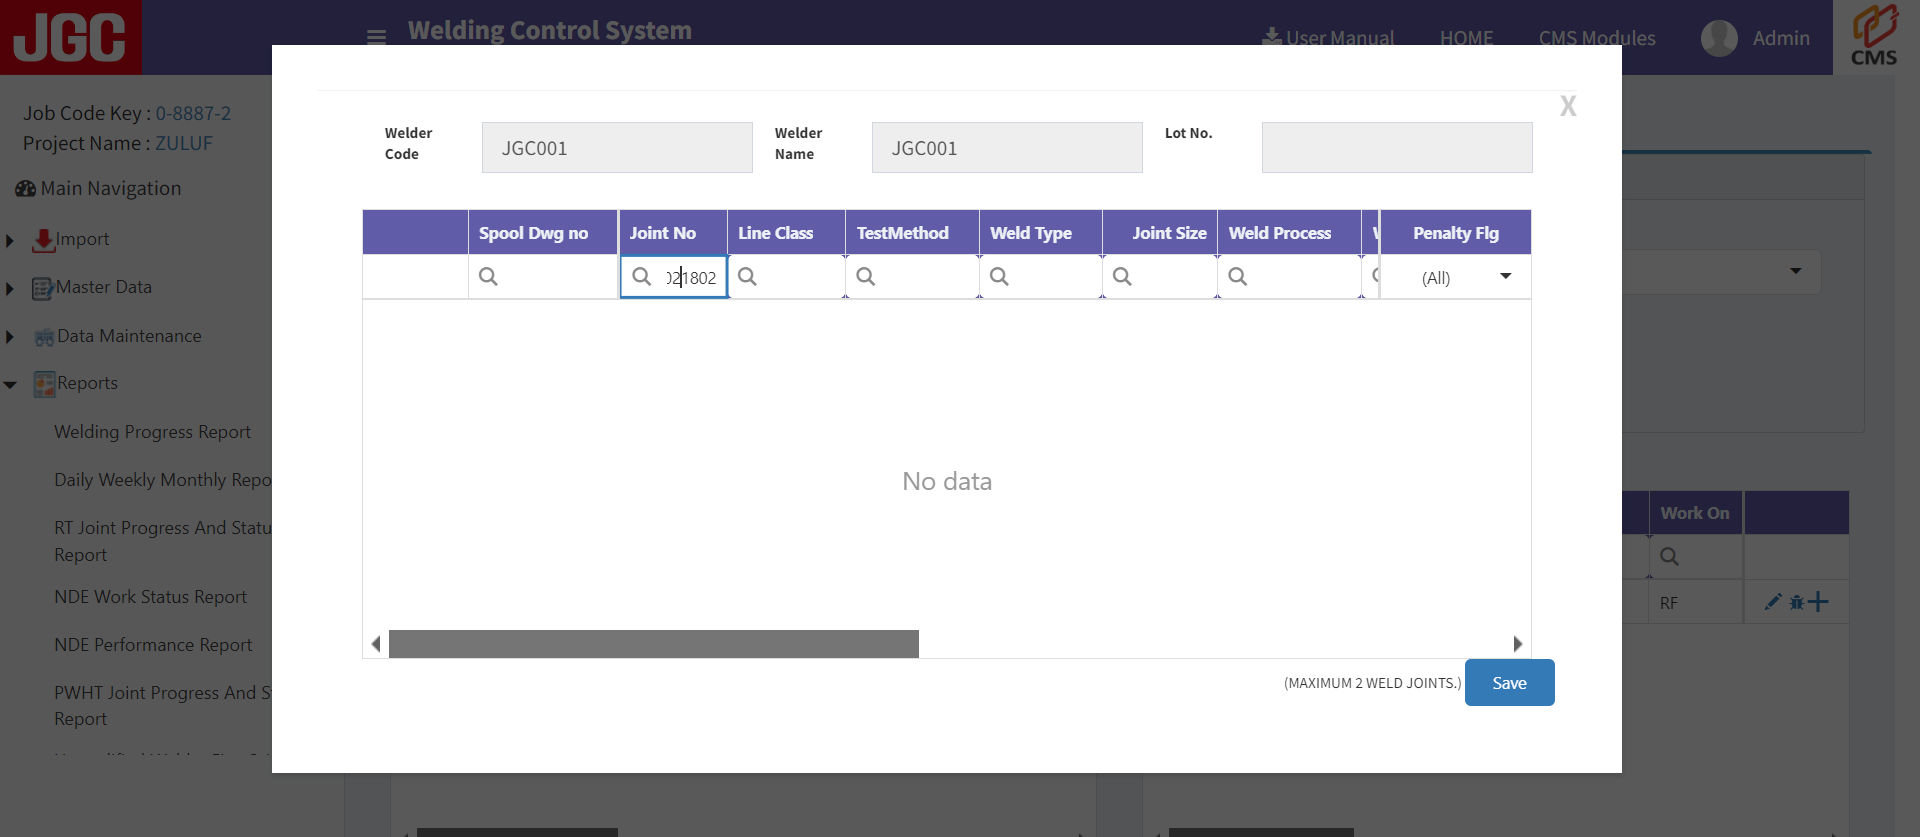 JGC
Welding Control System
User Manual
HOME
CMS Modules
Admin
CMS
Job Code Key : 0-8887-2
Project Name : ZULUF
Main Navigation
Import
Master Data
Data Maintenance
Reports
Welding Progress Report
Daily Weekly Monthly Repo
RT Joint Progress And Statu
Report
NDE Work Status Report
NDE Performance Report
PWHT Joint Progress And S
Report
X
Welder
Code
JGC001
Welder
Name
JGC001
Lot No.
Spool Dwg no
Joint No
Line Class
TestMethod
Weld Type
Joint Size
Weld Process
Penalty Flg
021802
(All)
No data
(MAXIMUM 2 WELD JOINTS.)
Save
Work On
RF